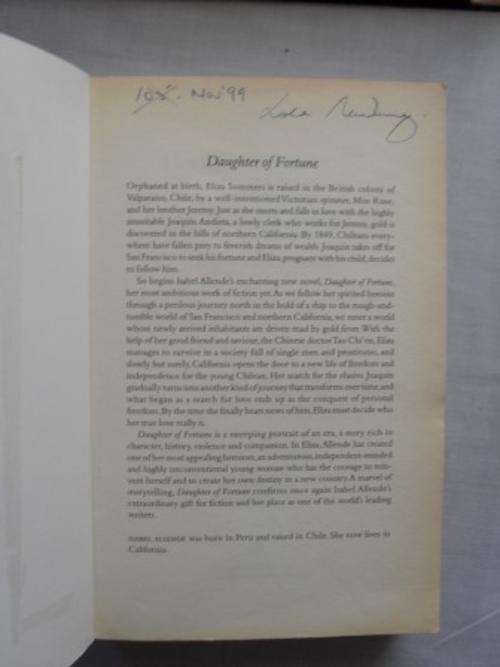 Nov '99
Daughter of Fortune
Orphaned at birth, Eliza Sommers is raised in the British colony of
Valparaiso, Chile, by a well-intentioned Victorian spinster, Miss Rose,
and her brother Jeremy. Just as she meets and falls in love with the highly
unsuitable Joaquín Andieta, a lowly clerk who works for Jeremy, gold is
discovered in the hills of northern California. By 1849, Chileans every-
where have fallen prey to feverish dreams of wealth. Joaquín takes off for
San Francisco to seek his fortune and Eliza, pregnant with his child, decides
to follow him.
So begins Isabel Allende's enchanting new novel, Daughter of Fortune,
her most ambitious work of fiction yet. As we follow her spirited heroine
through a perilous journey north in the hold of a ship to the rough-and-
tumble world of San Francisco and northern California, we enter a world
whose newly arrived inhabitants are driven mad by gold fever. With the
help of her good friend and saviour, the Chinese doctor Tao Chi'en, Eliza
manages to survive in a society full of single men and prostitutes, and
slowly but surely, California opens the door to a new life of freedom and
independence for the young Chilean. Her search for the elusive Joaquín
gradually turns into another kind of journey that transforms over time, and
what began as a search for love ends up as the conquest of personal
freedom. By the time she finally hears news of him, Eliza must decide who
her true love really is.
Daughter of Fortune is a sweeping portrait of an era, a story rich in
character, history, violence and compassion. In Eliza, Allende has created
one of her most appealing heroines, an adventurous, independent-minded
and highly unconventional young woman who has the courage to rein-
vent herself and to create her own destiny in a new country. A marvel of
storytelling, Daughter of Fortune confirms once again Isabel Allende's
extraordinary gift for fiction and her place as one of the world's leading
writers.
ISABEL ALLENDE was born in Peru and raised in Chile. She now lives in
California.